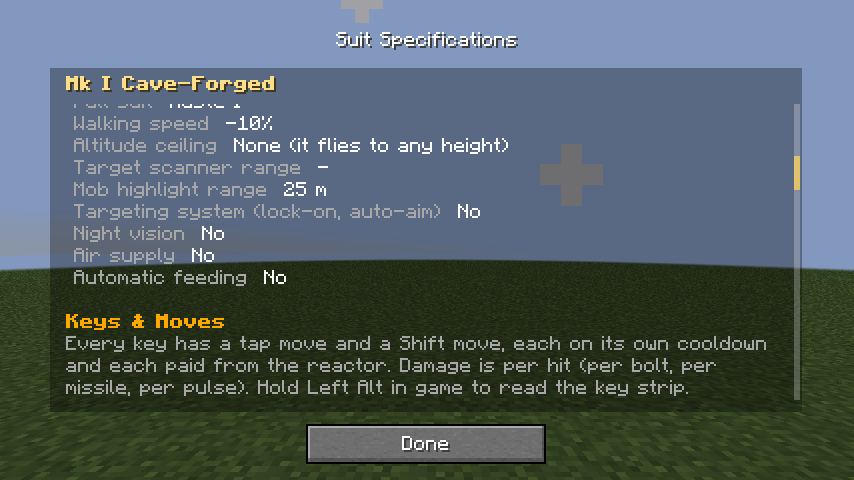 Suit Specifications
Mk I Cave-Forged
Walking speed -10%
Altitude ceiling None (it flies to any height)
Target scanner range -
Mob highlight range 25 m
Targeting system (lock-on, auto-aim) No
Night vision No
Air supply No
Automatic feeding No
Keys & Moves
Every key has a tap move and a Shift move, each on its own cooldown
and each paid from the reactor. Damage is per hit (per bolt, per
missile, per pulse). Hold Left Alt in game to read the key strip.
Done